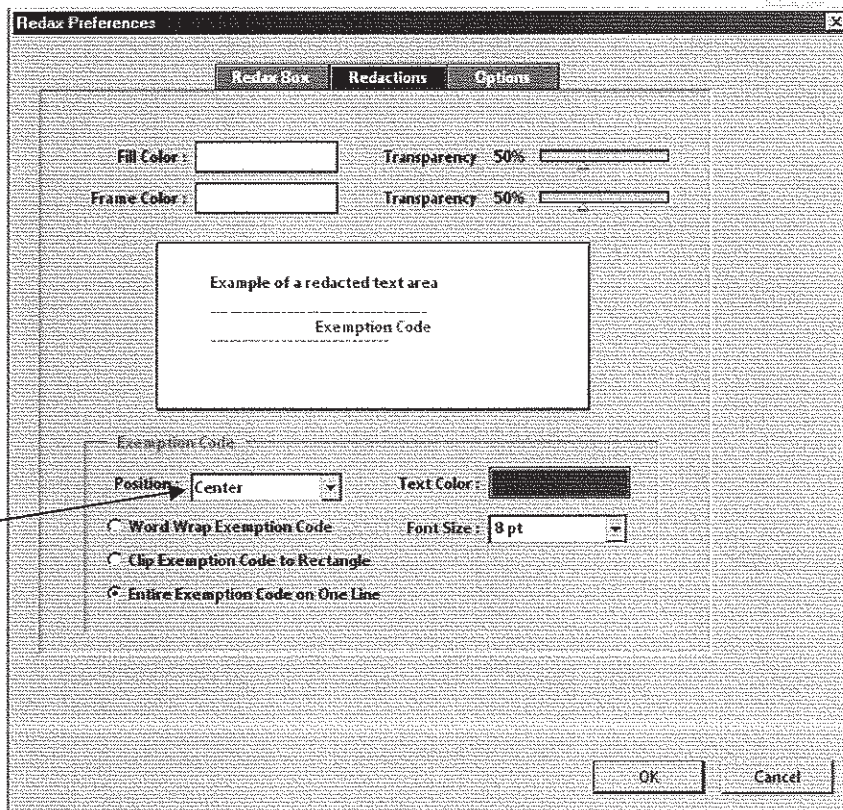 Redax Preferences
Redax Box Redactions Options
Fill Color : Transparency 50%
Frame Color : Transparency 50%
Example of a redacted text area
Exemption Code
Exemption Code
Position : Center Text Color :
Word Wrap Exemption Code Font Size : 8 pt
Clip Exemption Code to Rectangle
Entire Exemption Code on One Line
OK Cancel